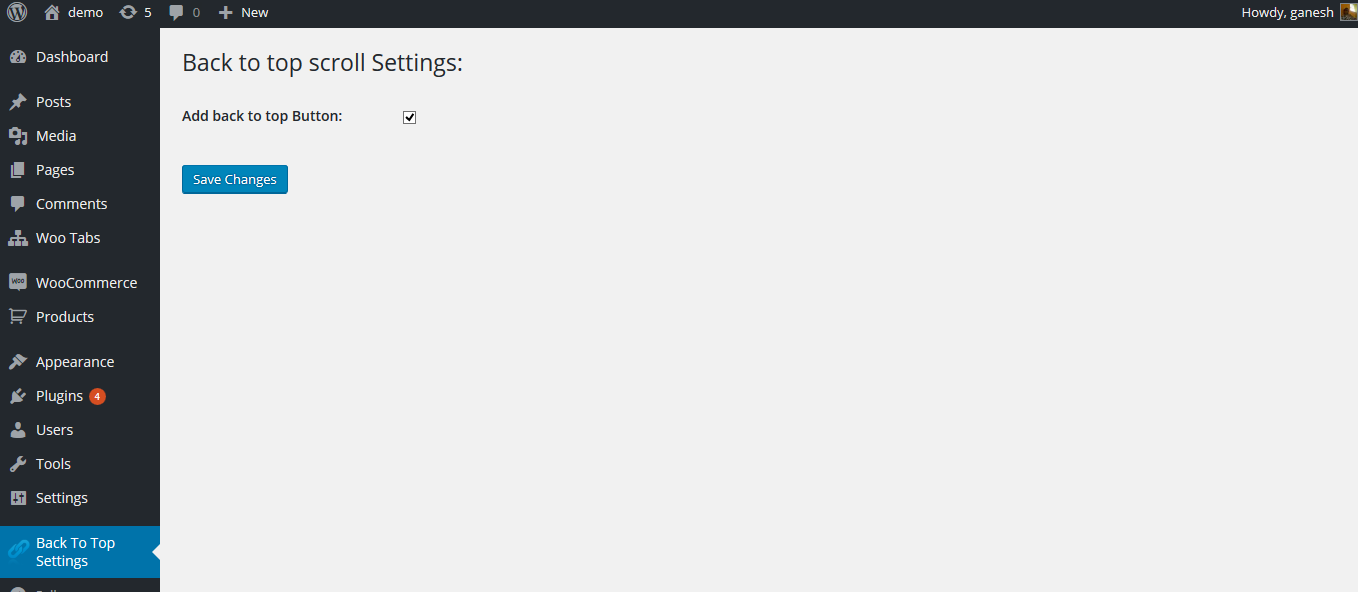 demo 5 0 New Howdy, ganesh
Dashboard
Posts
Media
Pages
Comments
Woo Tabs
WOO WooCommerce
Products
Appearance
Plugins 4
Users
Tools
Settings
Back To Top
Settings
Back to top scroll Settings:
Add back to top Button:
Save Changes